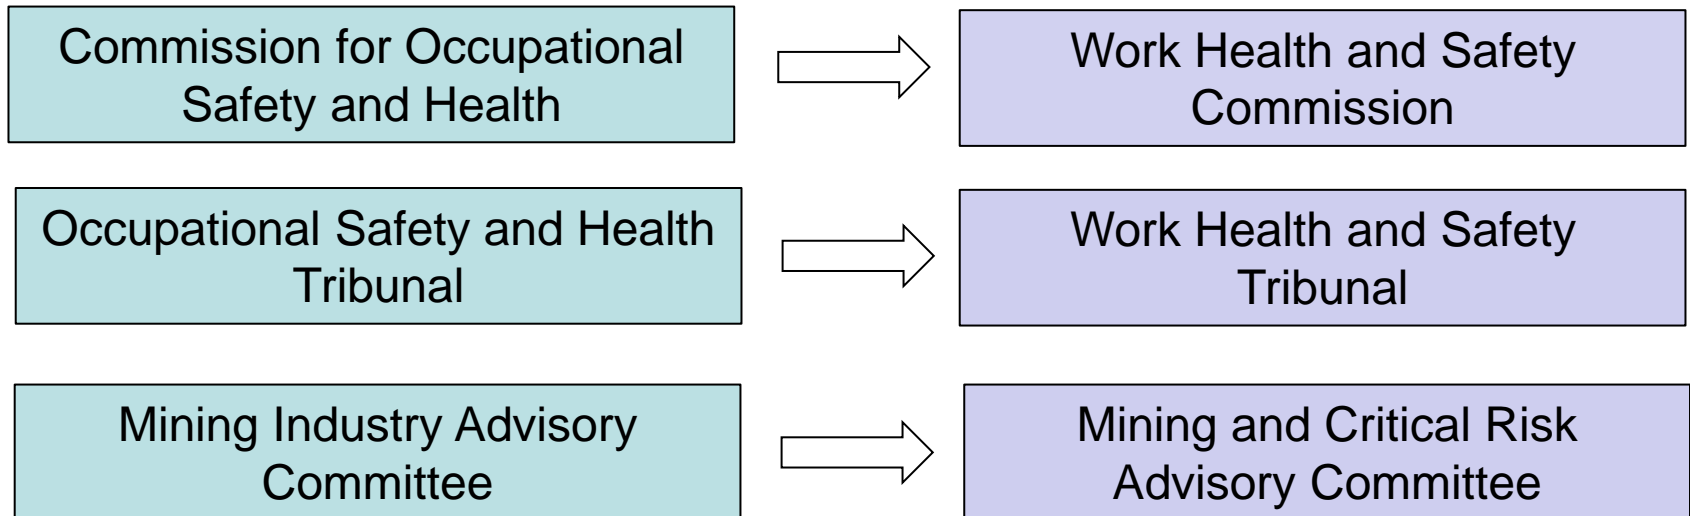 Commission for Occupational
Safety and Health
Work Health and Safety
Commission
Occupational Safety and Health
Tribunal
Work Health and Safety
Tribunal
Mining Industry Advisory
Committee
Mining and Critical Risk
Advisory Committee